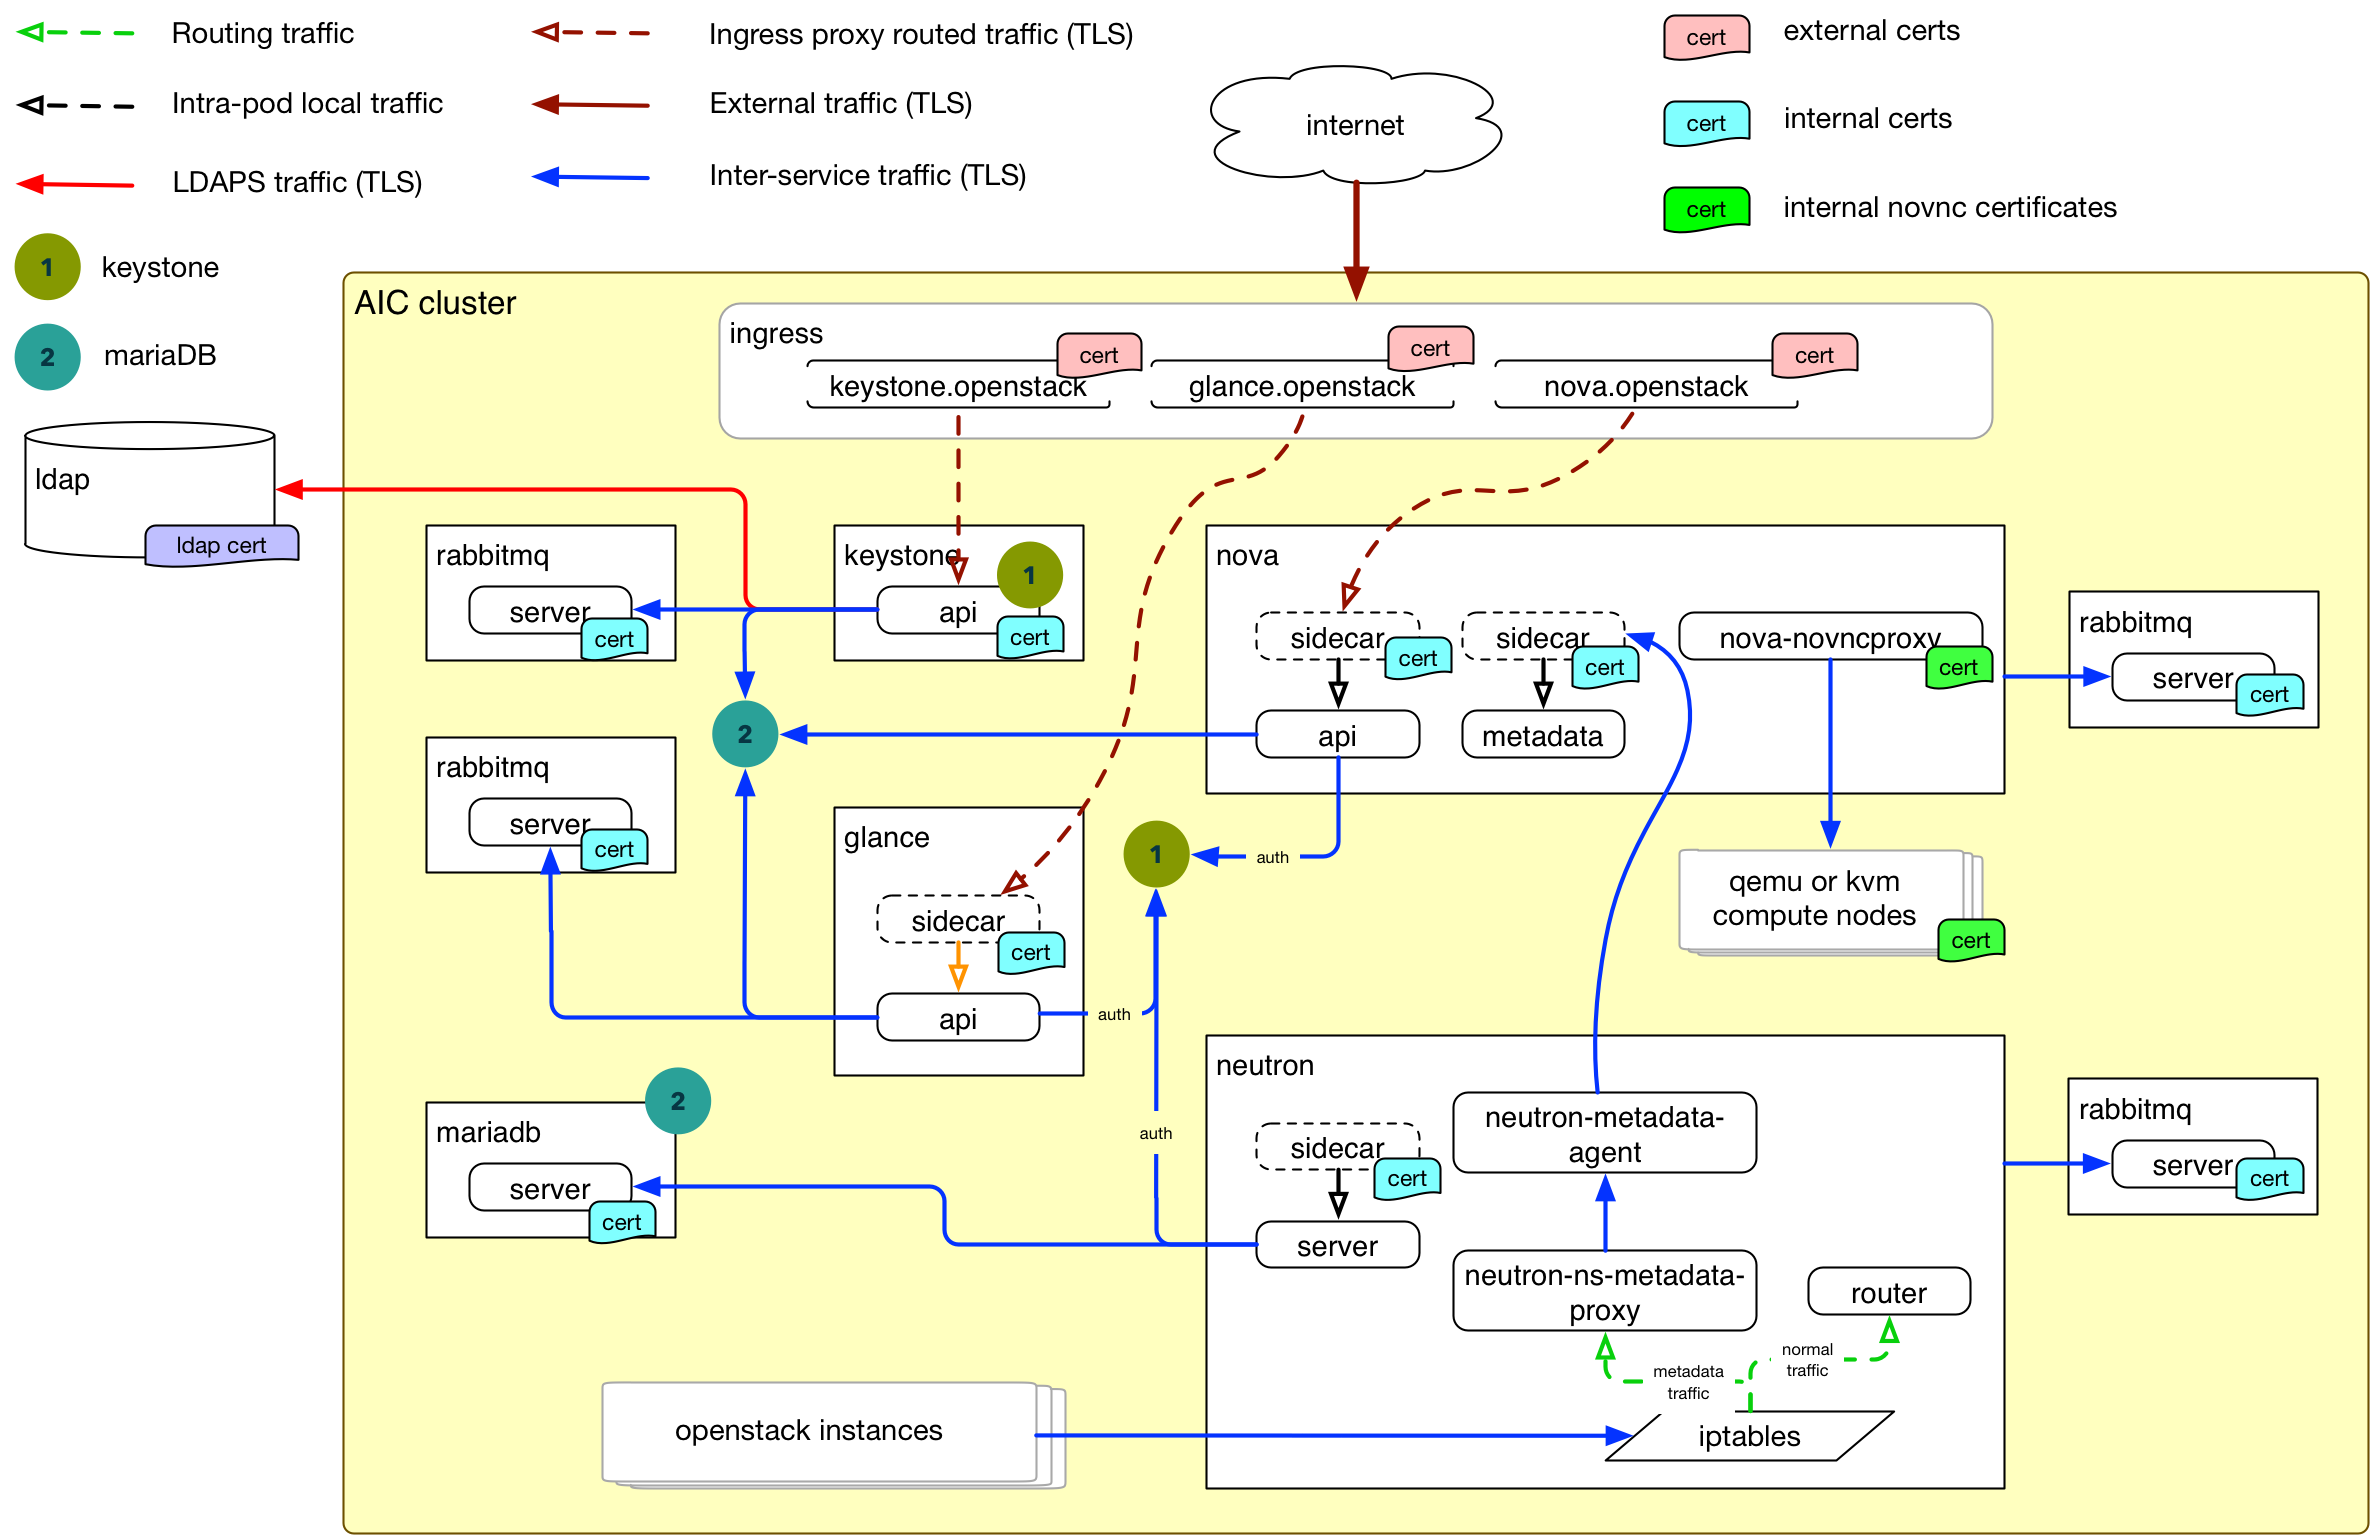 Routing traffic
Intra-pod local traffic
LDAPS traffic (TLS)
Ingress proxy routed traffic (TLS)
External traffic (TLS)
Inter-service traffic (TLS)
internet
cert
external certs
cert
internal certs
cert
internal novnc certificates
1
keystone
2
mariaDB
ldap
ldap cert
AIC cluster
ingress
cert
keystone.openstack
cert
glance.openstack
cert
nova.openstack
rabbitmq
server
cert
keystone
1
api
cert
nova
sidecar
cert
api
sidecar
cert
metadata
nova-novncproxy
cert
rabbitmq
server
cert
2
rabbitmq
server
cert
glance
sidecar
cert
api
1
auth
auth
auth
qemu or kvm
compute nodes
cert
mariadb
2
server
cert
neutron
sidecar
cert
server
neutron-metadata-
agent
neutron-ns-metadata-
proxy
router
metadata
traffic
normal
traffic
iptables
rabbitmq
server
cert
openstack instances